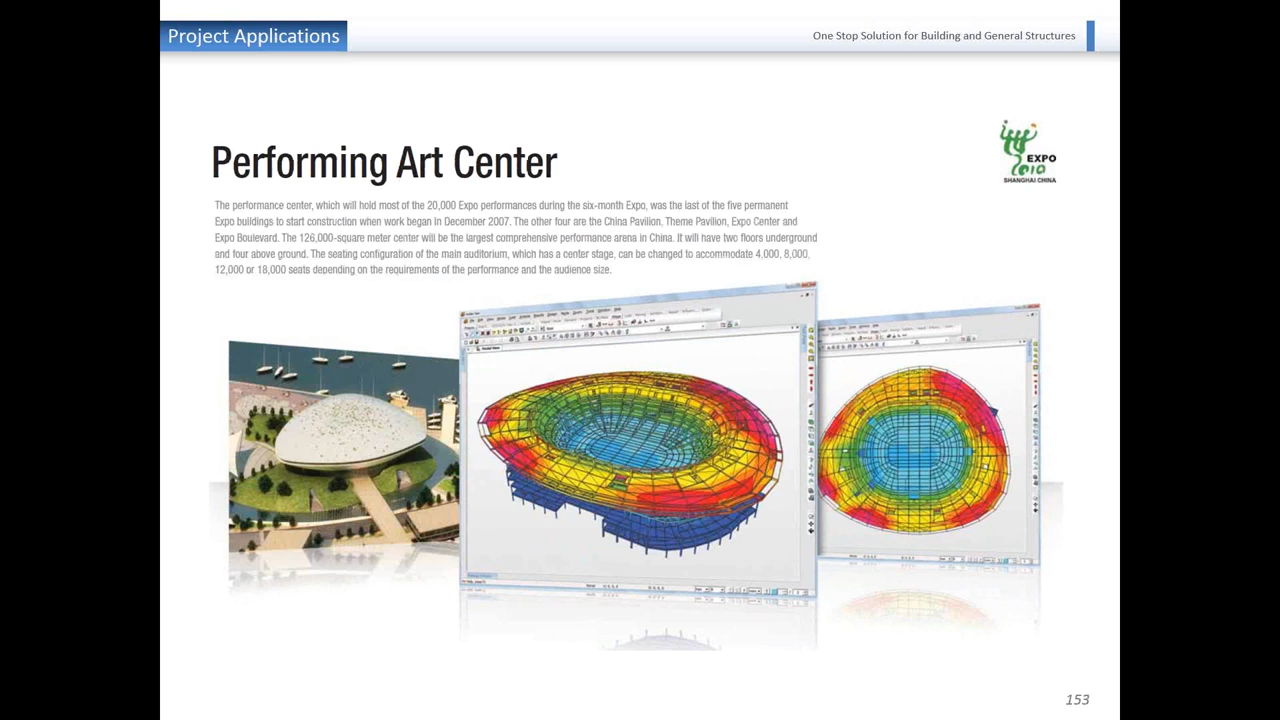 Project Applications
One Stop Solution for Building and General Structures
EXPO
2010
SHANGHAI CHINA
Performing Art Center
The performance center, which will hold most of the 20,000 Expo performances during the six-month Expo, was the last of the five permanent
Expo buildings to start construction when work began in December 2007. The other four are the China Pavilion, Theme Pavilion, Expo Center and
Expo Boulevard. The 126,000-square meter center will be the largest comprehensive performance arena in China. It will have two floors underground
and four above ground. The seating configuration of the main auditorium, which has a center stage, can be changed to accommodate 4,000, 8,000,
12,000 or 18,000 seats depending on the requirements of the performance and the audience size.
153